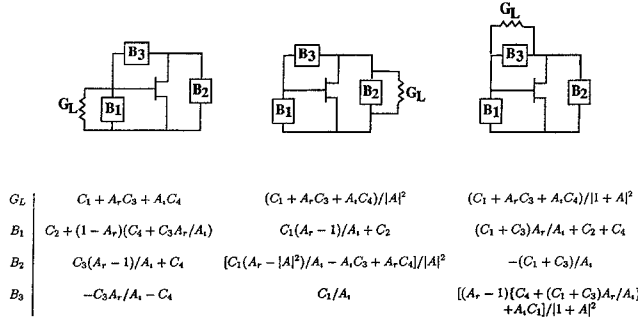 B3
B2
GL
B1
B3
B2
GL
B1
GL
B3
B2
B1
GL C1 + ArC3 + AiC4 (C1 + ArC3 + AiC4)/|A|² (C1 + ArC3 + AiC4)/|1 + A|²
B1 C2 + (1 − Ar)(C4 + C3Ar/Ai) C1(Ar − 1)/Ai + C2 (C1 + C3)Ar/Ai + C2 + C4
B2 C3(Ar − 1)/Ai + C4 [C1(Ar − |A|²)/Ai − AiC3 + ArC4]/|A|² −(C1 + C3)/Ai
B3 −C3Ar/Ai − C4 C1/Ai [(Ar − 1){C4 + (C1 + C3)Ar/Ai}
+AiC1]/|1 + A|²